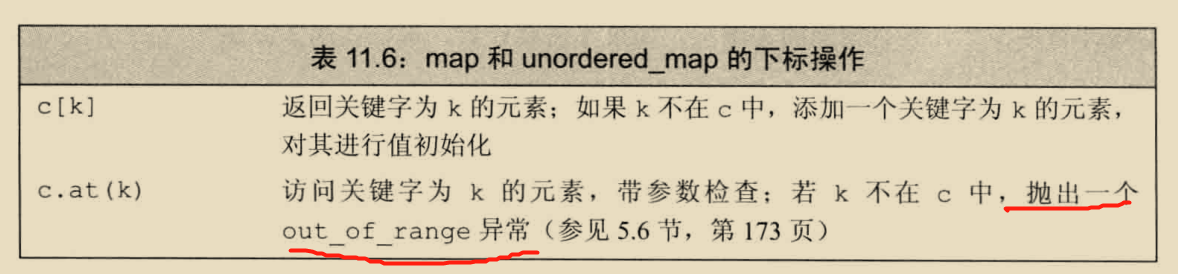 表 11.6：map 和 unordered_map 的下标操作
c[k] 返回关键字为 k 的元素；如果 k 不在 c 中，添加一个关键字为 k 的元素，
对其进行值初始化
c.at(k) 访问关键字为 k 的元素，带参数检查；若 k 不在 c 中，抛出一个
out_of_range 异常（参见 5.6 节，第 173 页）